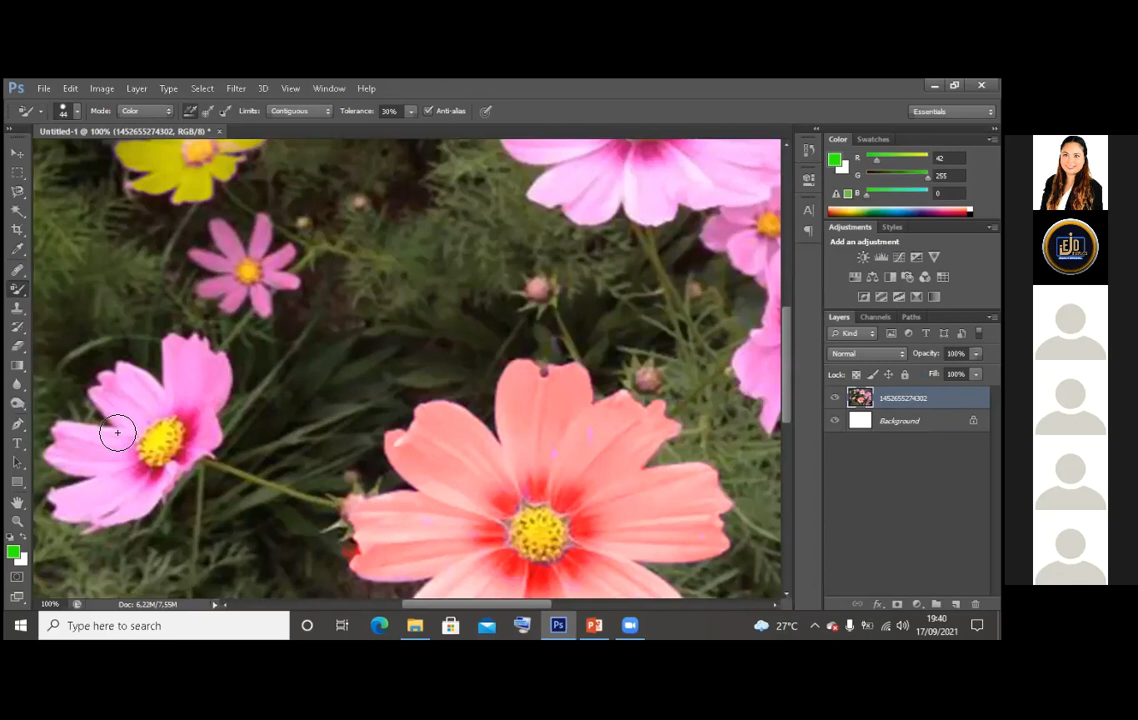 Ps File Edit Image Layer Type Select Filter 3D View Window Help
44 Mode: Color Limits: Contiguous Tolerance: 30% Anti-alias Essentials
Untitled-1 @ 100% (1452655274302, RGB/8) * ×
Color Swatches
R 42
G 255
B 0
Adjustments Styles
Add an adjustment
Layers Channels Paths
Kind
Normal Opacity: 100%
Lock: Fill: 100%
1452655274302
Background
100% Doc: 6,22M/7,55M
Type here to search
27°C
19:40
17/09/2021